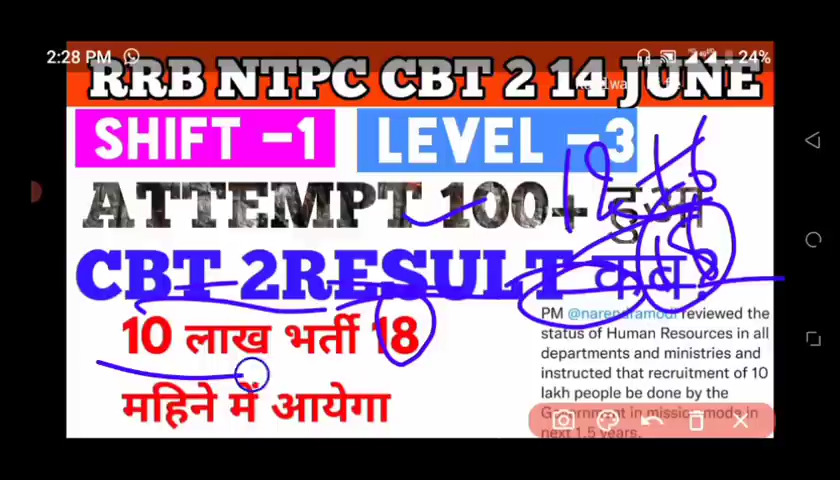 2:28 PM 24%
RRB NTPC CBT 2 14 JUNE
SHIFT -1 LEVEL -3
ATTEMPT 100+
CBT 2RESULT कब?
10 लाख भर्ती 18
महिने में आयेगा
PM @narendramodi reviewed the
status of Human Resources in all
departments and ministries and
instructed that recruitment of 10
lakh people be done by the
Government in mission mode in
next 1.5 years.